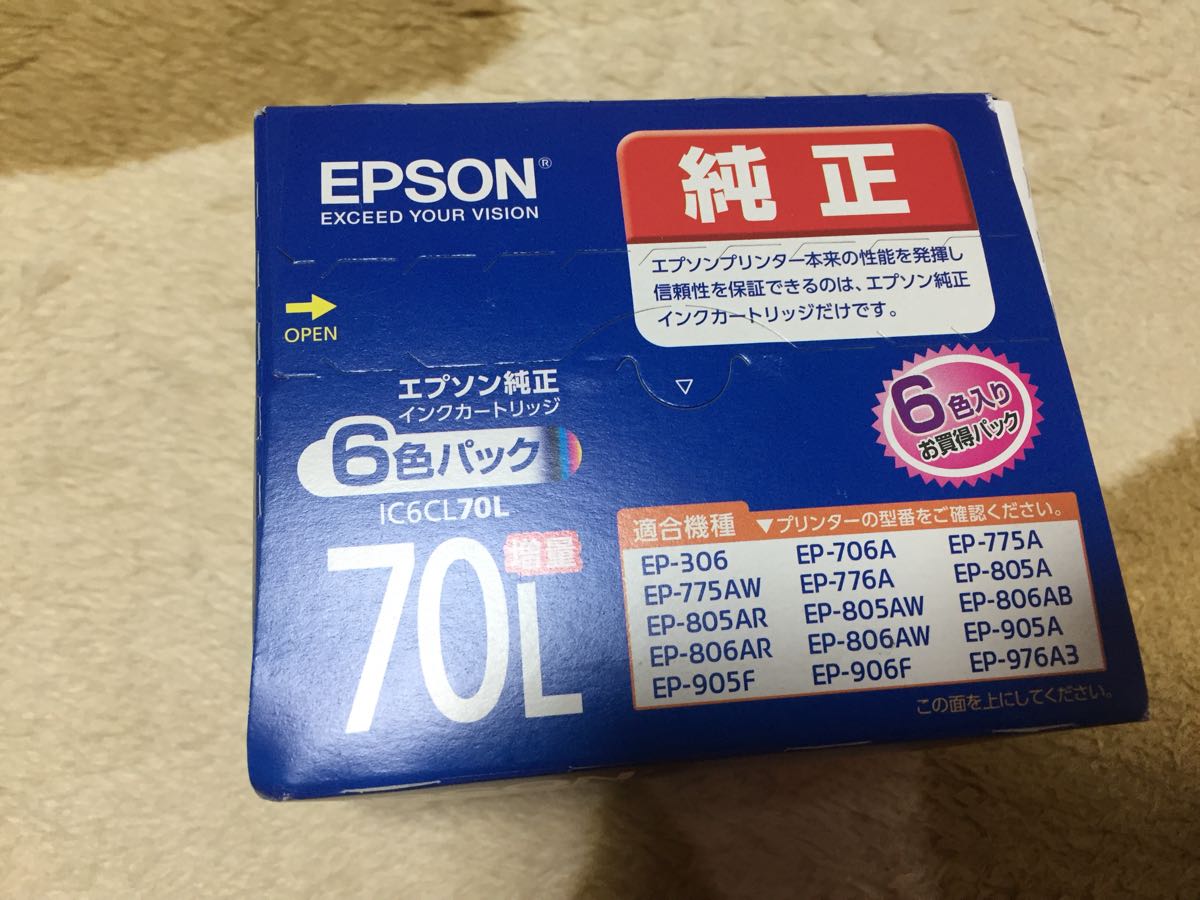 EPSON®
EXCEED YOUR VISION
純正
エプソンプリンター本来の性能を発揮し
信頼性を保証できるのは、エプソン純正
インクカートリッジだけです。
OPEN
エプソン純正
インクカートリッジ
6色パック
IC6CL70L
70L
増量
6色入り
お買得パック
適合機種 ▼プリンターの型番をご確認ください。
EP-306 EP-706A EP-775A
EP-775AW EP-776A EP-805A
EP-805AR EP-805AW EP-806AB
EP-806AR EP-806AW EP-905A
EP-905F EP-906F EP-976A3
この面を上にしてください。